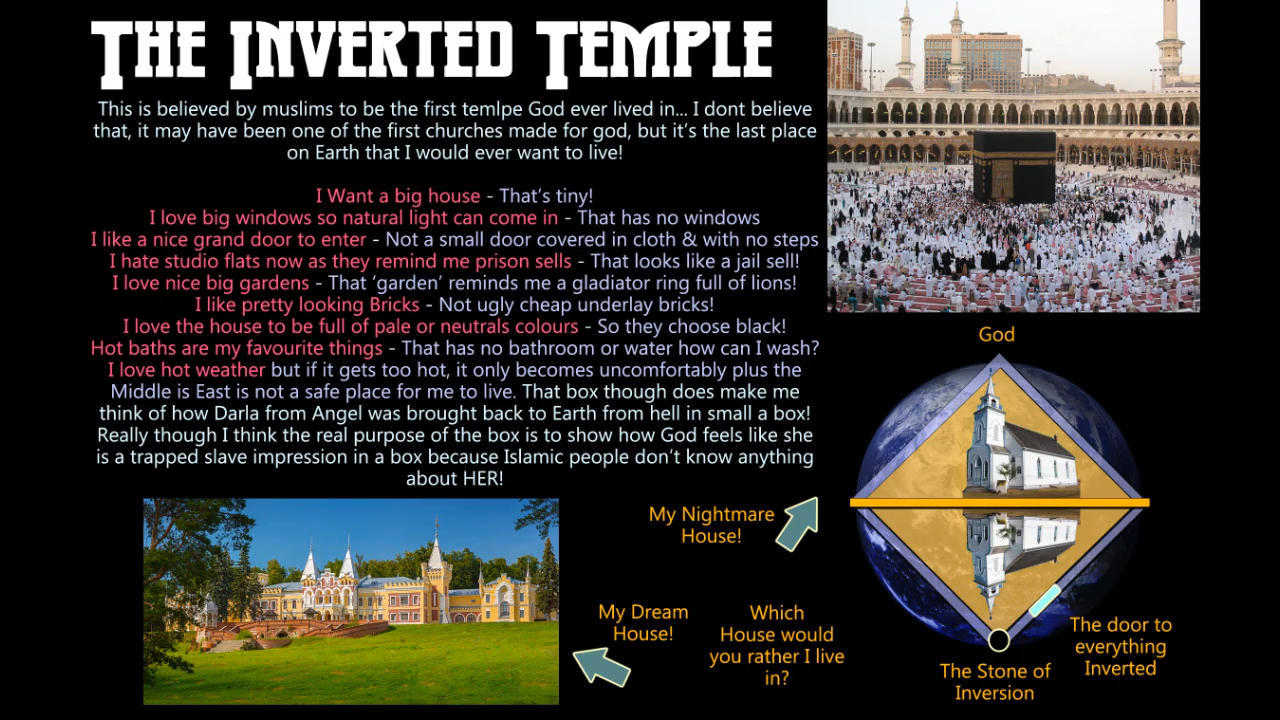 THE INVERTED TEMPLE
This is believed by muslims to be the first temlpe God ever lived in... I dont believe
that, it may have been one of the first churches made for god, but it's the last place
on Earth that I would ever want to live!
I Want a big house - That's tiny!
I love big windows so natural light can come in - That has no windows
I like a nice grand door to enter - Not a small door covered in cloth & with no steps
I hate studio flats now as they remind me prison sells - That looks like a jail sell!
I love nice big gardens - That 'garden' reminds me a gladiator ring full of lions!
I like pretty looking Bricks - Not ugly cheap underlay bricks!
I love the house to be full of pale or neutrals colours - So they choose black!
Hot baths are my favourite things - That has no bathroom or water how can I wash?
I love hot weather but if it gets too hot, it only becomes uncomfortably plus the
Middle is East is not a safe place for me to live. That box though does make me
think of how Darla from Angel was brought back to Earth from hell in small a box!
Really though I think the real purpose of the box is to show how God feels like she
is a trapped slave impression in a box because Islamic people don't know anything
about HER!
God
My Nightmare
House!
My Dream
House!
Which
House would
you rather I live
in?
The door to
everything
Inverted
The Stone of
Inversion